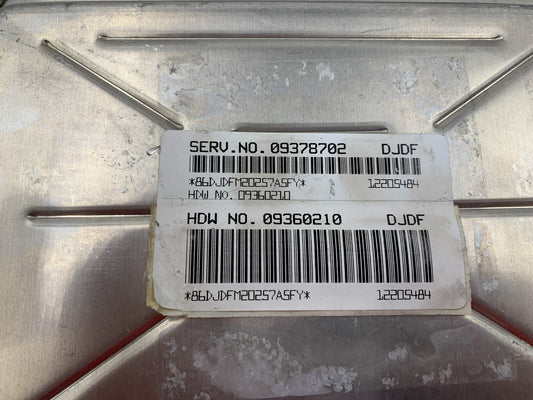 SERV.NO. 09378702 DJDF
*86DJDFM20257A5FY* 12205484
HDW NO. 09360210
HDW NO. 09360210 DJDF
*86DJDFM20257A5FY* 12205484